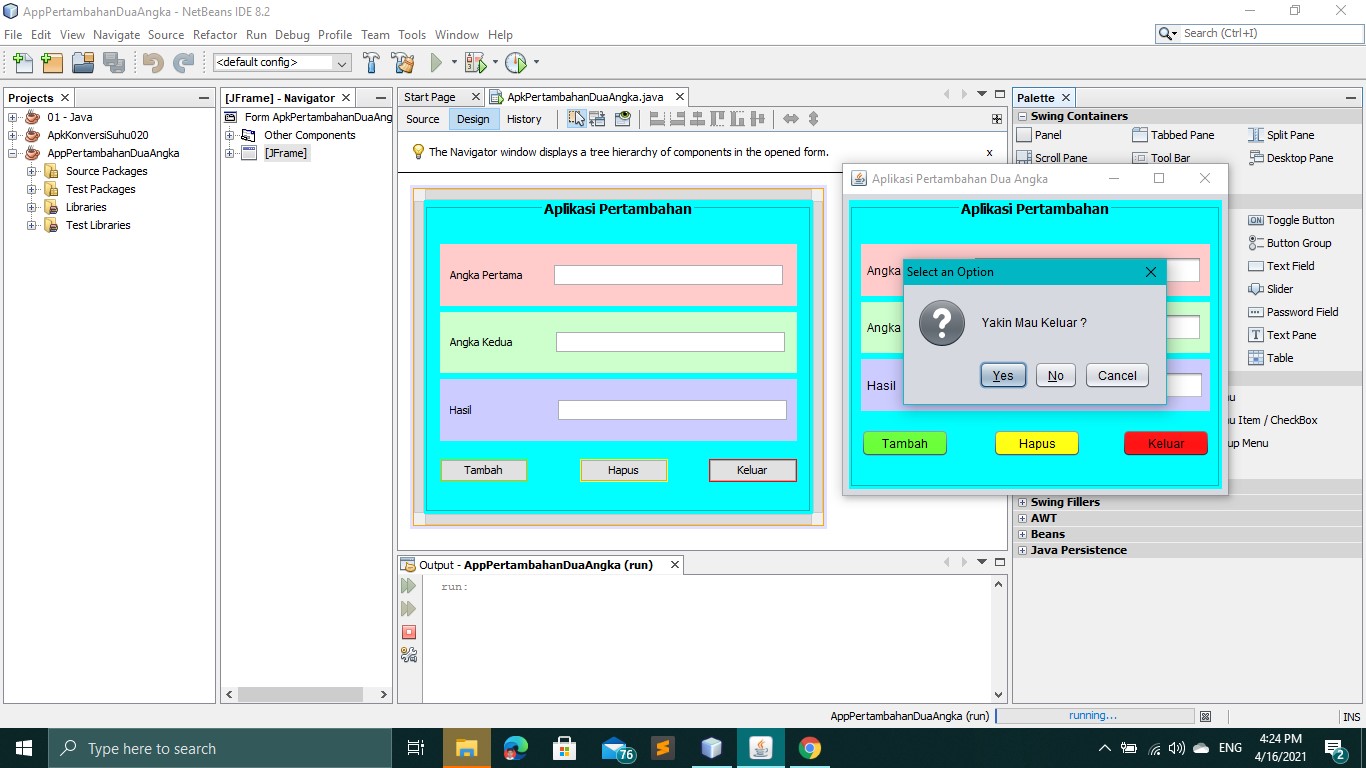 AppPertambahanDuaAngka - NetBeans IDE 8.2
File Edit View Navigate Source Refactor Run Debug Profile Team Tools Window Help
Search (Ctrl+I)
<default config>
Projects
01 - Java
ApkKonversiSuhu020
AppPertambahanDuaAngka
Source Packages
Test Packages
Libraries
Test Libraries
[JFrame] - Navigator
Form ApkPertambahanDuaAng
Other Components
[JFrame]
Start Page
ApkPertambahanDuaAngka.java
Source Design History
The Navigator window displays a tree hierarchy of components in the opened form. x
Aplikasi Pertambahan
Angka Pertama
Angka Kedua
Hasil
Tambah Hapus Keluar
Aplikasi Pertambahan Dua Angka
Aplikasi Pertambahan
Angka
Angka
Hasil
Tambah Hapus Keluar
Select an Option
?
Yakin Mau Keluar ?
Yes No Cancel
Palette
Swing Containers
Panel Tabbed Pane Split Pane
Scroll Pane Tool Bar Desktop Pane
ON Toggle Button
Button Group
Text Field
Slider
Password Field
T Text Pane
Table
u
u Item / CheckBox
up Menu
Swing Fillers
AWT
Beans
Java Persistence
Output - AppPertambahanDuaAngka (run)
run:
AppPertambahanDuaAngka (run) running... INS
Type here to search
76
ENG
4:24 PM
4/16/2021
2